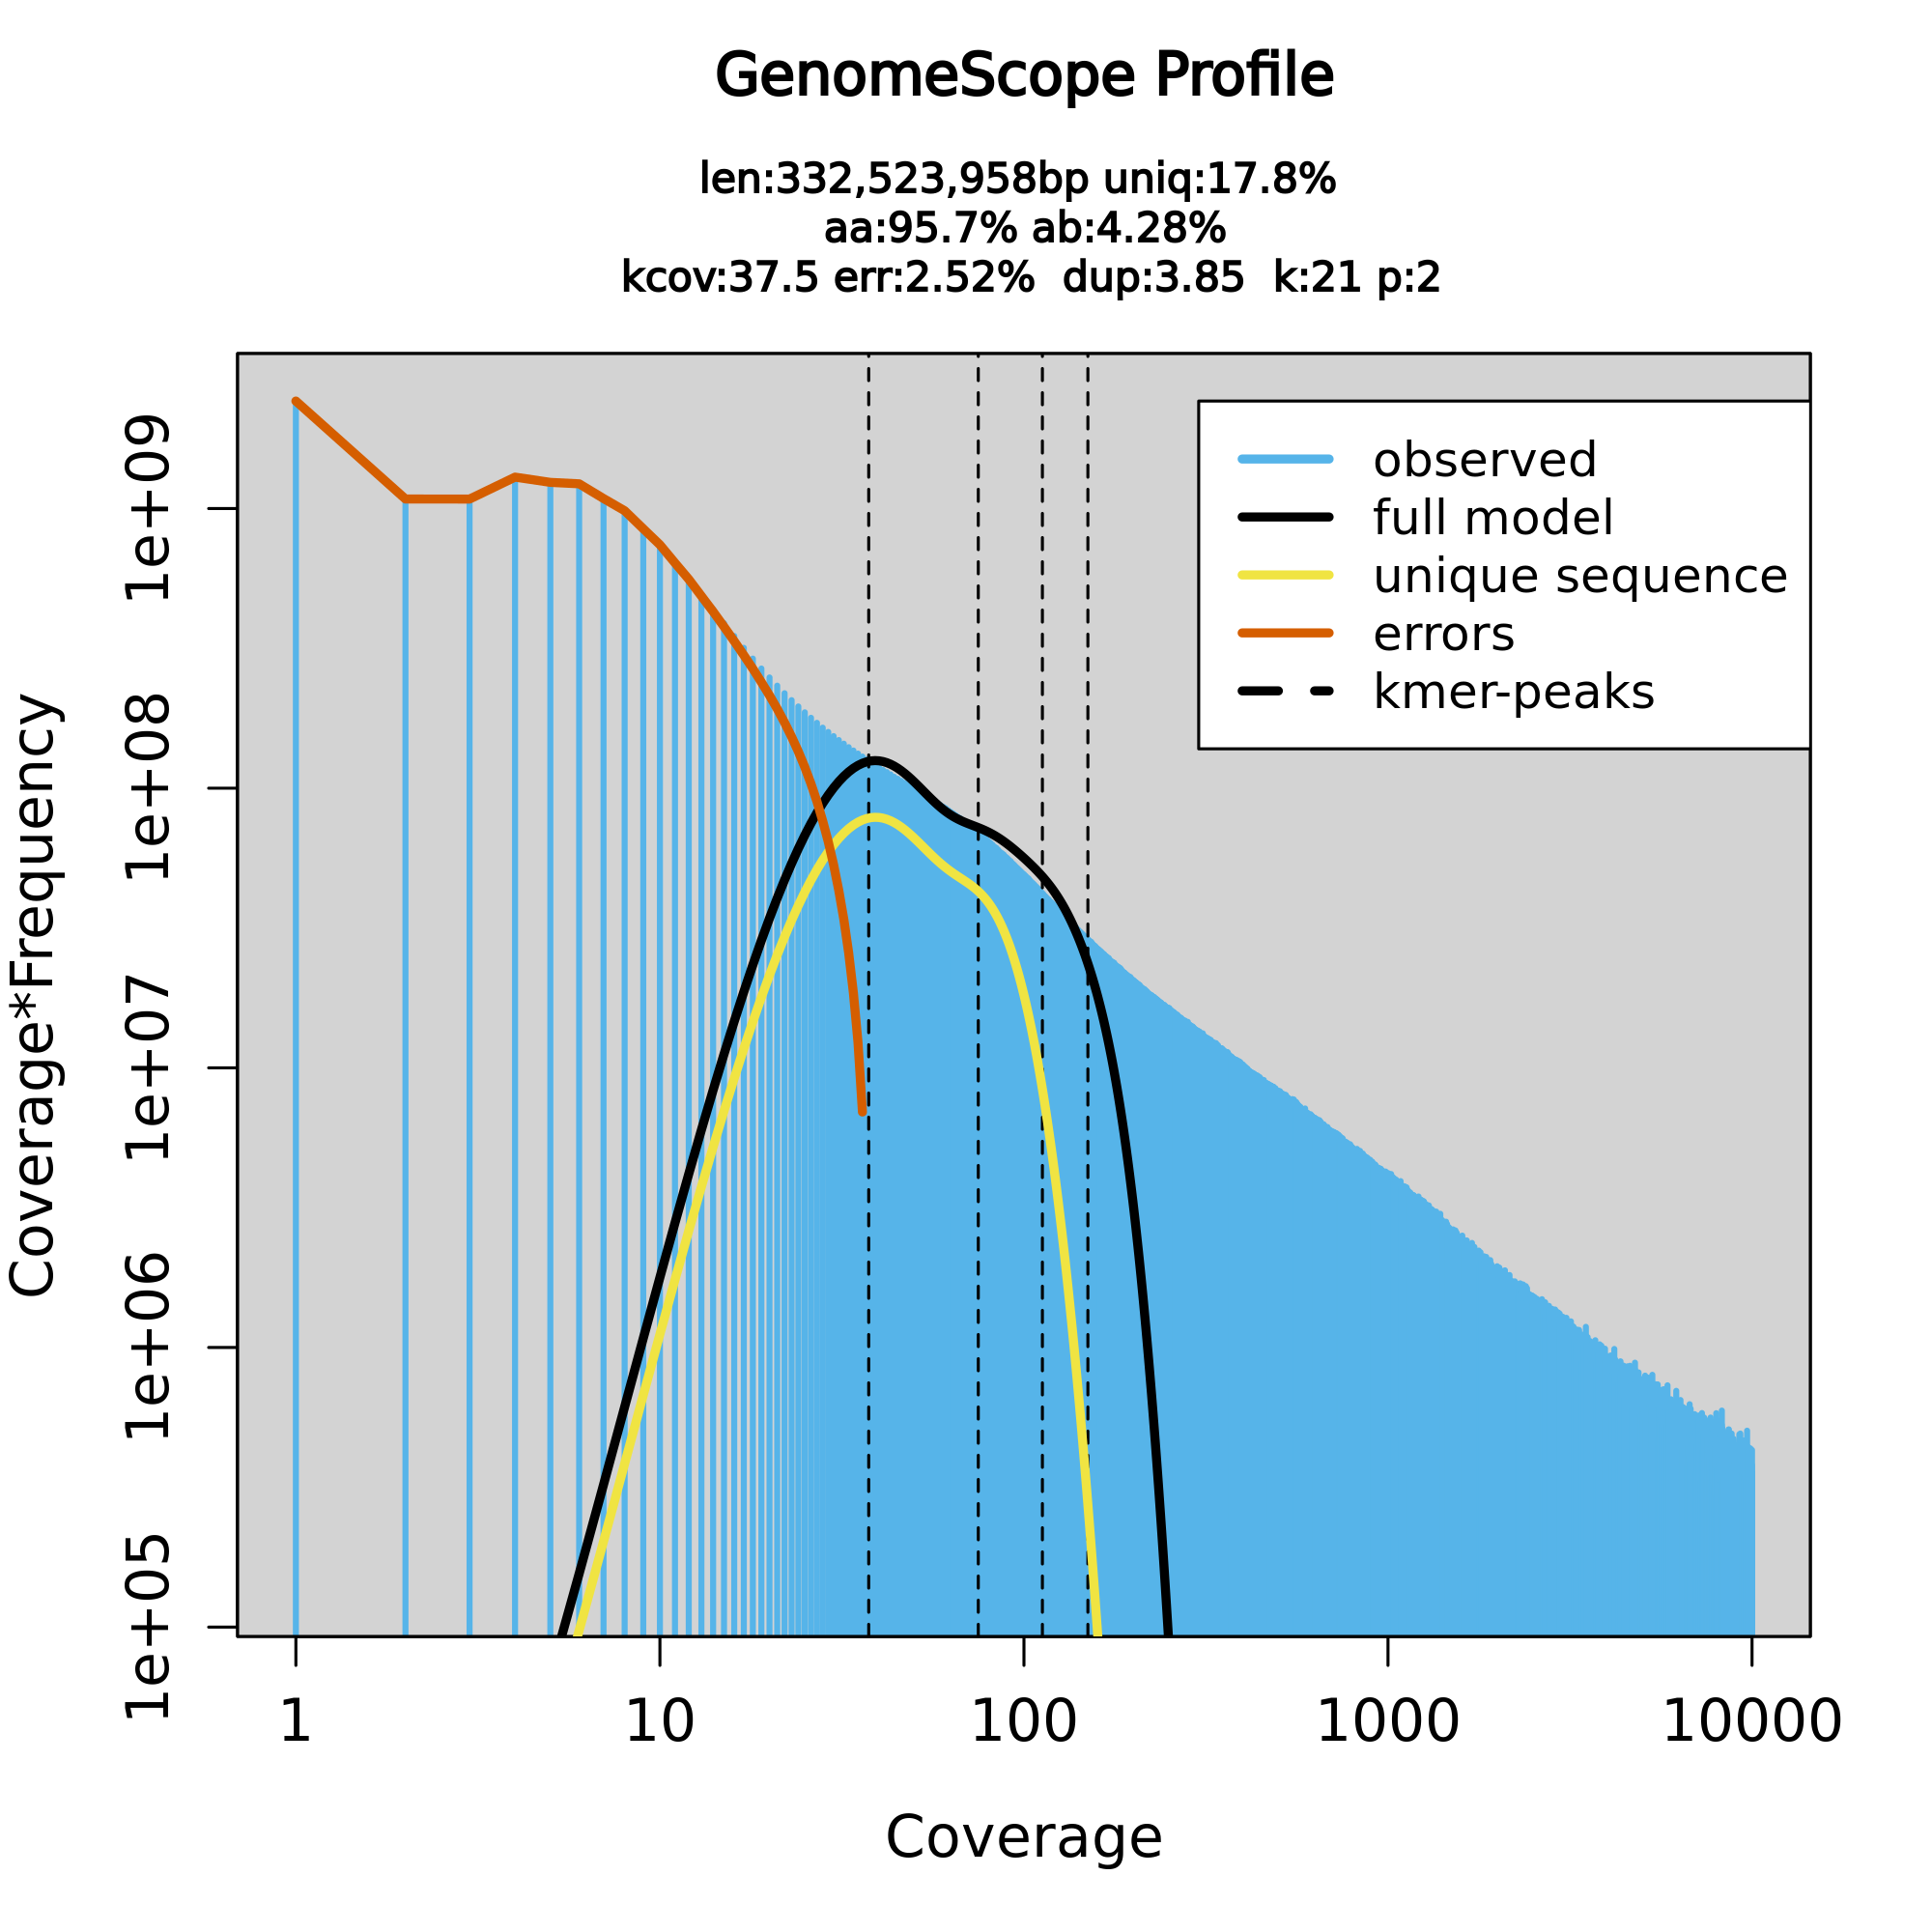 GenomeScope Profile
len:332,523,958bp uniq:17.8%
aa:95.7% ab:4.28%
kcov:37.5 err:2.52% dup:3.85 k:21 p:2
observed
full model
unique sequence
errors
kmer-peaks
Coverage*Frequency
1e+09
1e+08
1e+07
1e+06
1e+05
1 10 100 1000 10000
Coverage